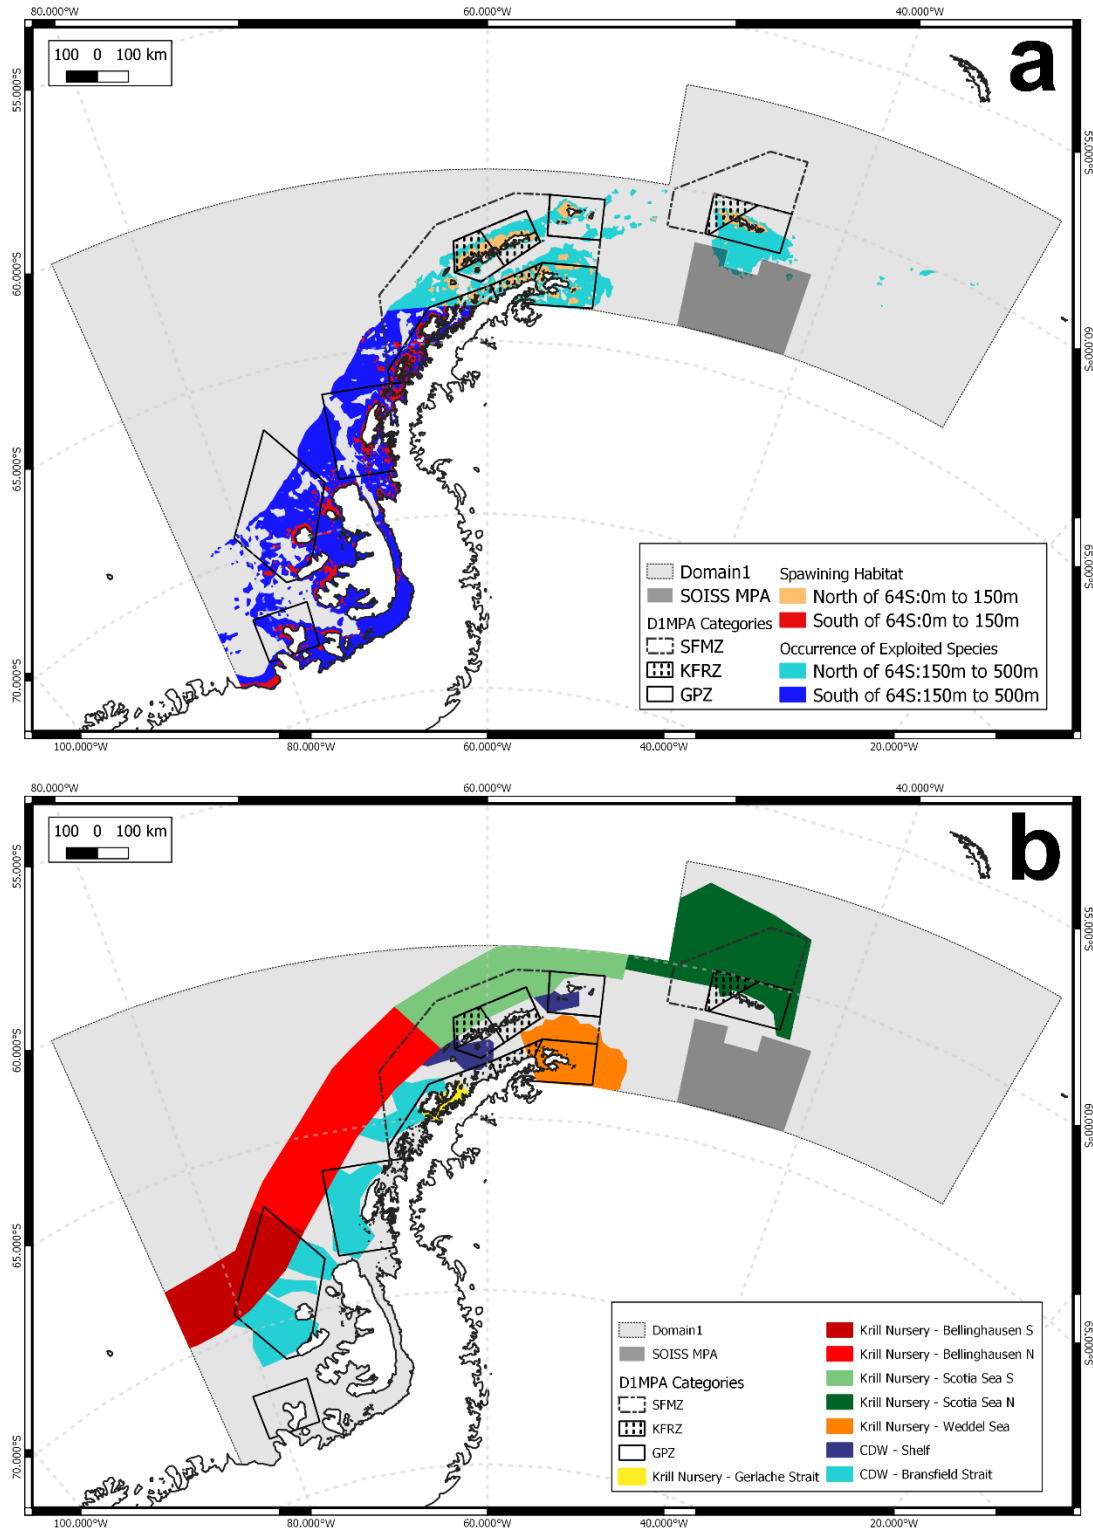 80.000°W 60.000°W 40.000°W
100 0 100 km
a
55.000°S
60.000°S
65.000°S
70.000°S
55.000°S
60.000°S
65.000°S
Domain1
SOISS MPA
D1MPA Categories
SFMZ
KFRZ
GPZ
Spawining Habitat
North of 64S:0m to 150m
South of 64S:0m to 150m
Occurrence of Exploited Species
North of 64S:150m to 500m
South of 64S:150m to 500m
100.000°W 80.000°W 60.000°W 40.000°W 20.000°W
80.000°W 60.000°W 40.000°W
100 0 100 km
b
55.000°S
60.000°S
65.000°S
70.000°S
55.000°S
60.000°S
65.000°S
Domain1
SOISS MPA
D1MPA Categories
SFMZ
KFRZ
GPZ
Krill Nursery - Gerlache Strait
Krill Nursery - Bellinghausen S
Krill Nursery - Bellinghausen N
Krill Nursery - Scotia Sea S
Krill Nursery - Scotia Sea N
Krill Nursery - Weddel Sea
CDW - Shelf
CDW - Bransfield Strait
100.000°W 80.000°W 60.000°W 40.000°W 20.000°W